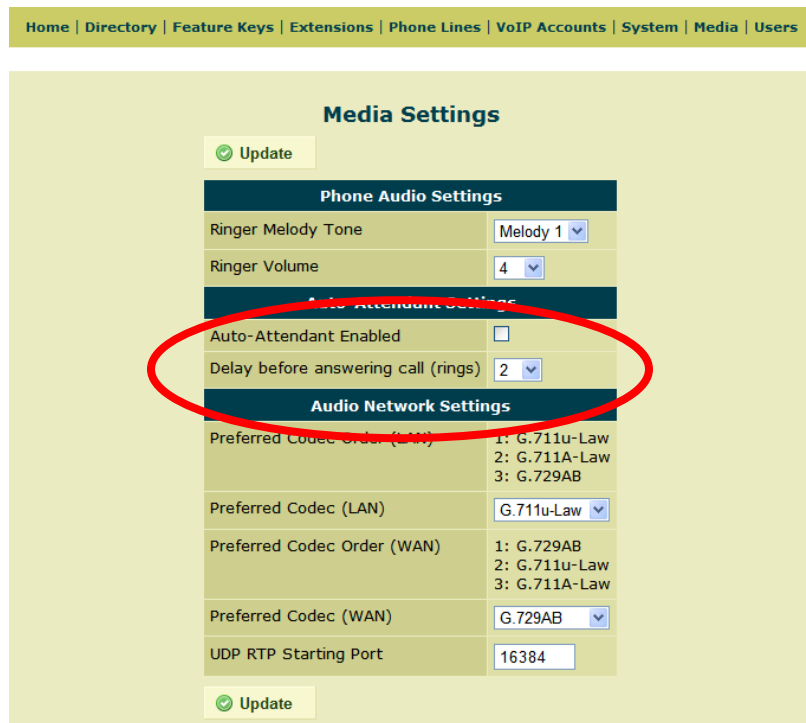 Home | Directory | Feature Keys | Extensions | Phone Lines | VoIP Accounts | System | Media | Users
Media Settings
Update
Phone Audio Settings
Ringer Melody Tone Melody 1
Ringer Volume 4
Auto-Attendant Settings
Auto-Attendant Enabled
Delay before answering call (rings) 2
Audio Network Settings
Preferred Codec Order (LAN) 1: G.711u-Law
2: G.711A-Law
3: G.729AB
Preferred Codec (LAN) G.711u-Law
Preferred Codec Order (WAN) 1: G.729AB
2: G.711u-Law
3: G.711A-Law
Preferred Codec (WAN) G.729AB
UDP RTP Starting Port 16384
Update